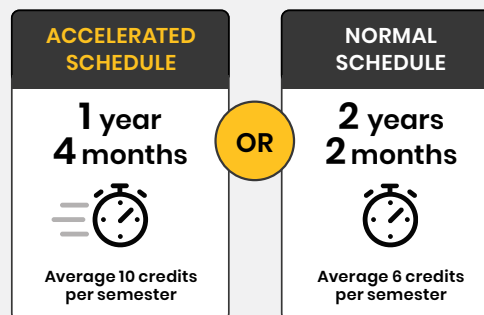 ACCELERATED
SCHEDULE
1 year
4 months
Average 10 credits
per semester
OR
NORMAL
SCHEDULE
2 years
2 months
Average 6 credits
per semester